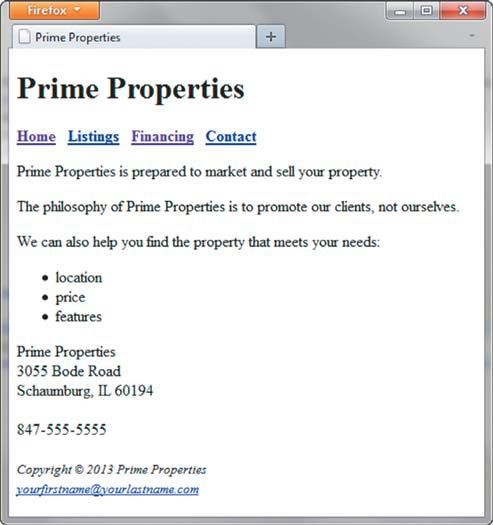 Firefox
Prime Properties
Prime Properties
Home Listings Financing Contact
Prime Properties is prepared to market and sell your property.
The philosophy of Prime Properties is to promote our clients, not ourselves.
We can also help you find the property that meets your needs:
• location
• price
• features
Prime Properties
3055 Bode Road
Schaumburg, IL 60194
847-555-5555
Copyright © 2013 Prime Properties
yourfirstname@yourlastname.com